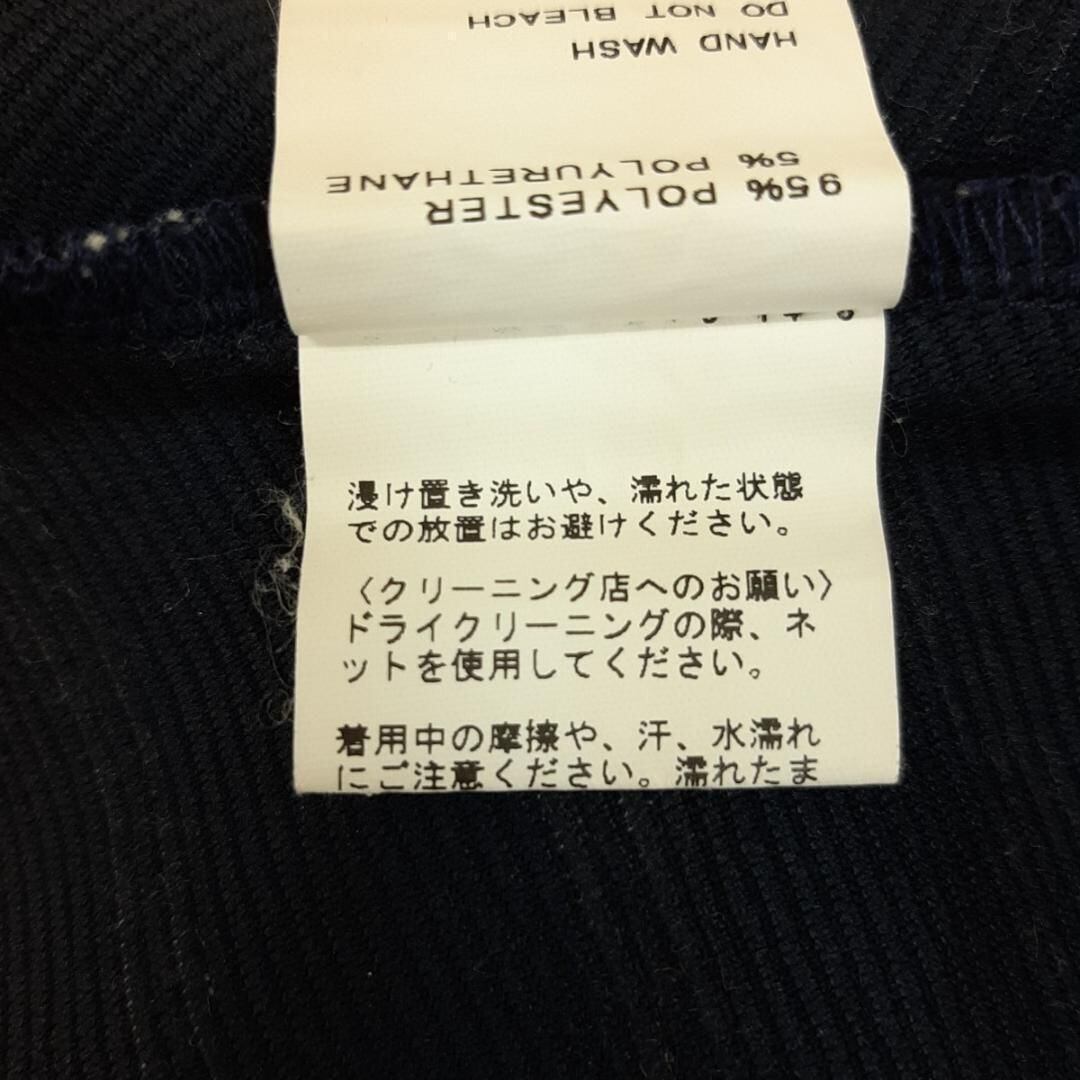 95% POLYESTER
5% POLYURETHANE
HAND WASH
DO NOT BLEACH
浸け置き洗いや、濡れた状態
での放置はお避けください。
〈クリーニング店へのお願い〉
ドライクリーニングの際、ネ
ットを使用してください。
着用中の摩擦や、汗、水濡れ
にご注意ください。濡れたま